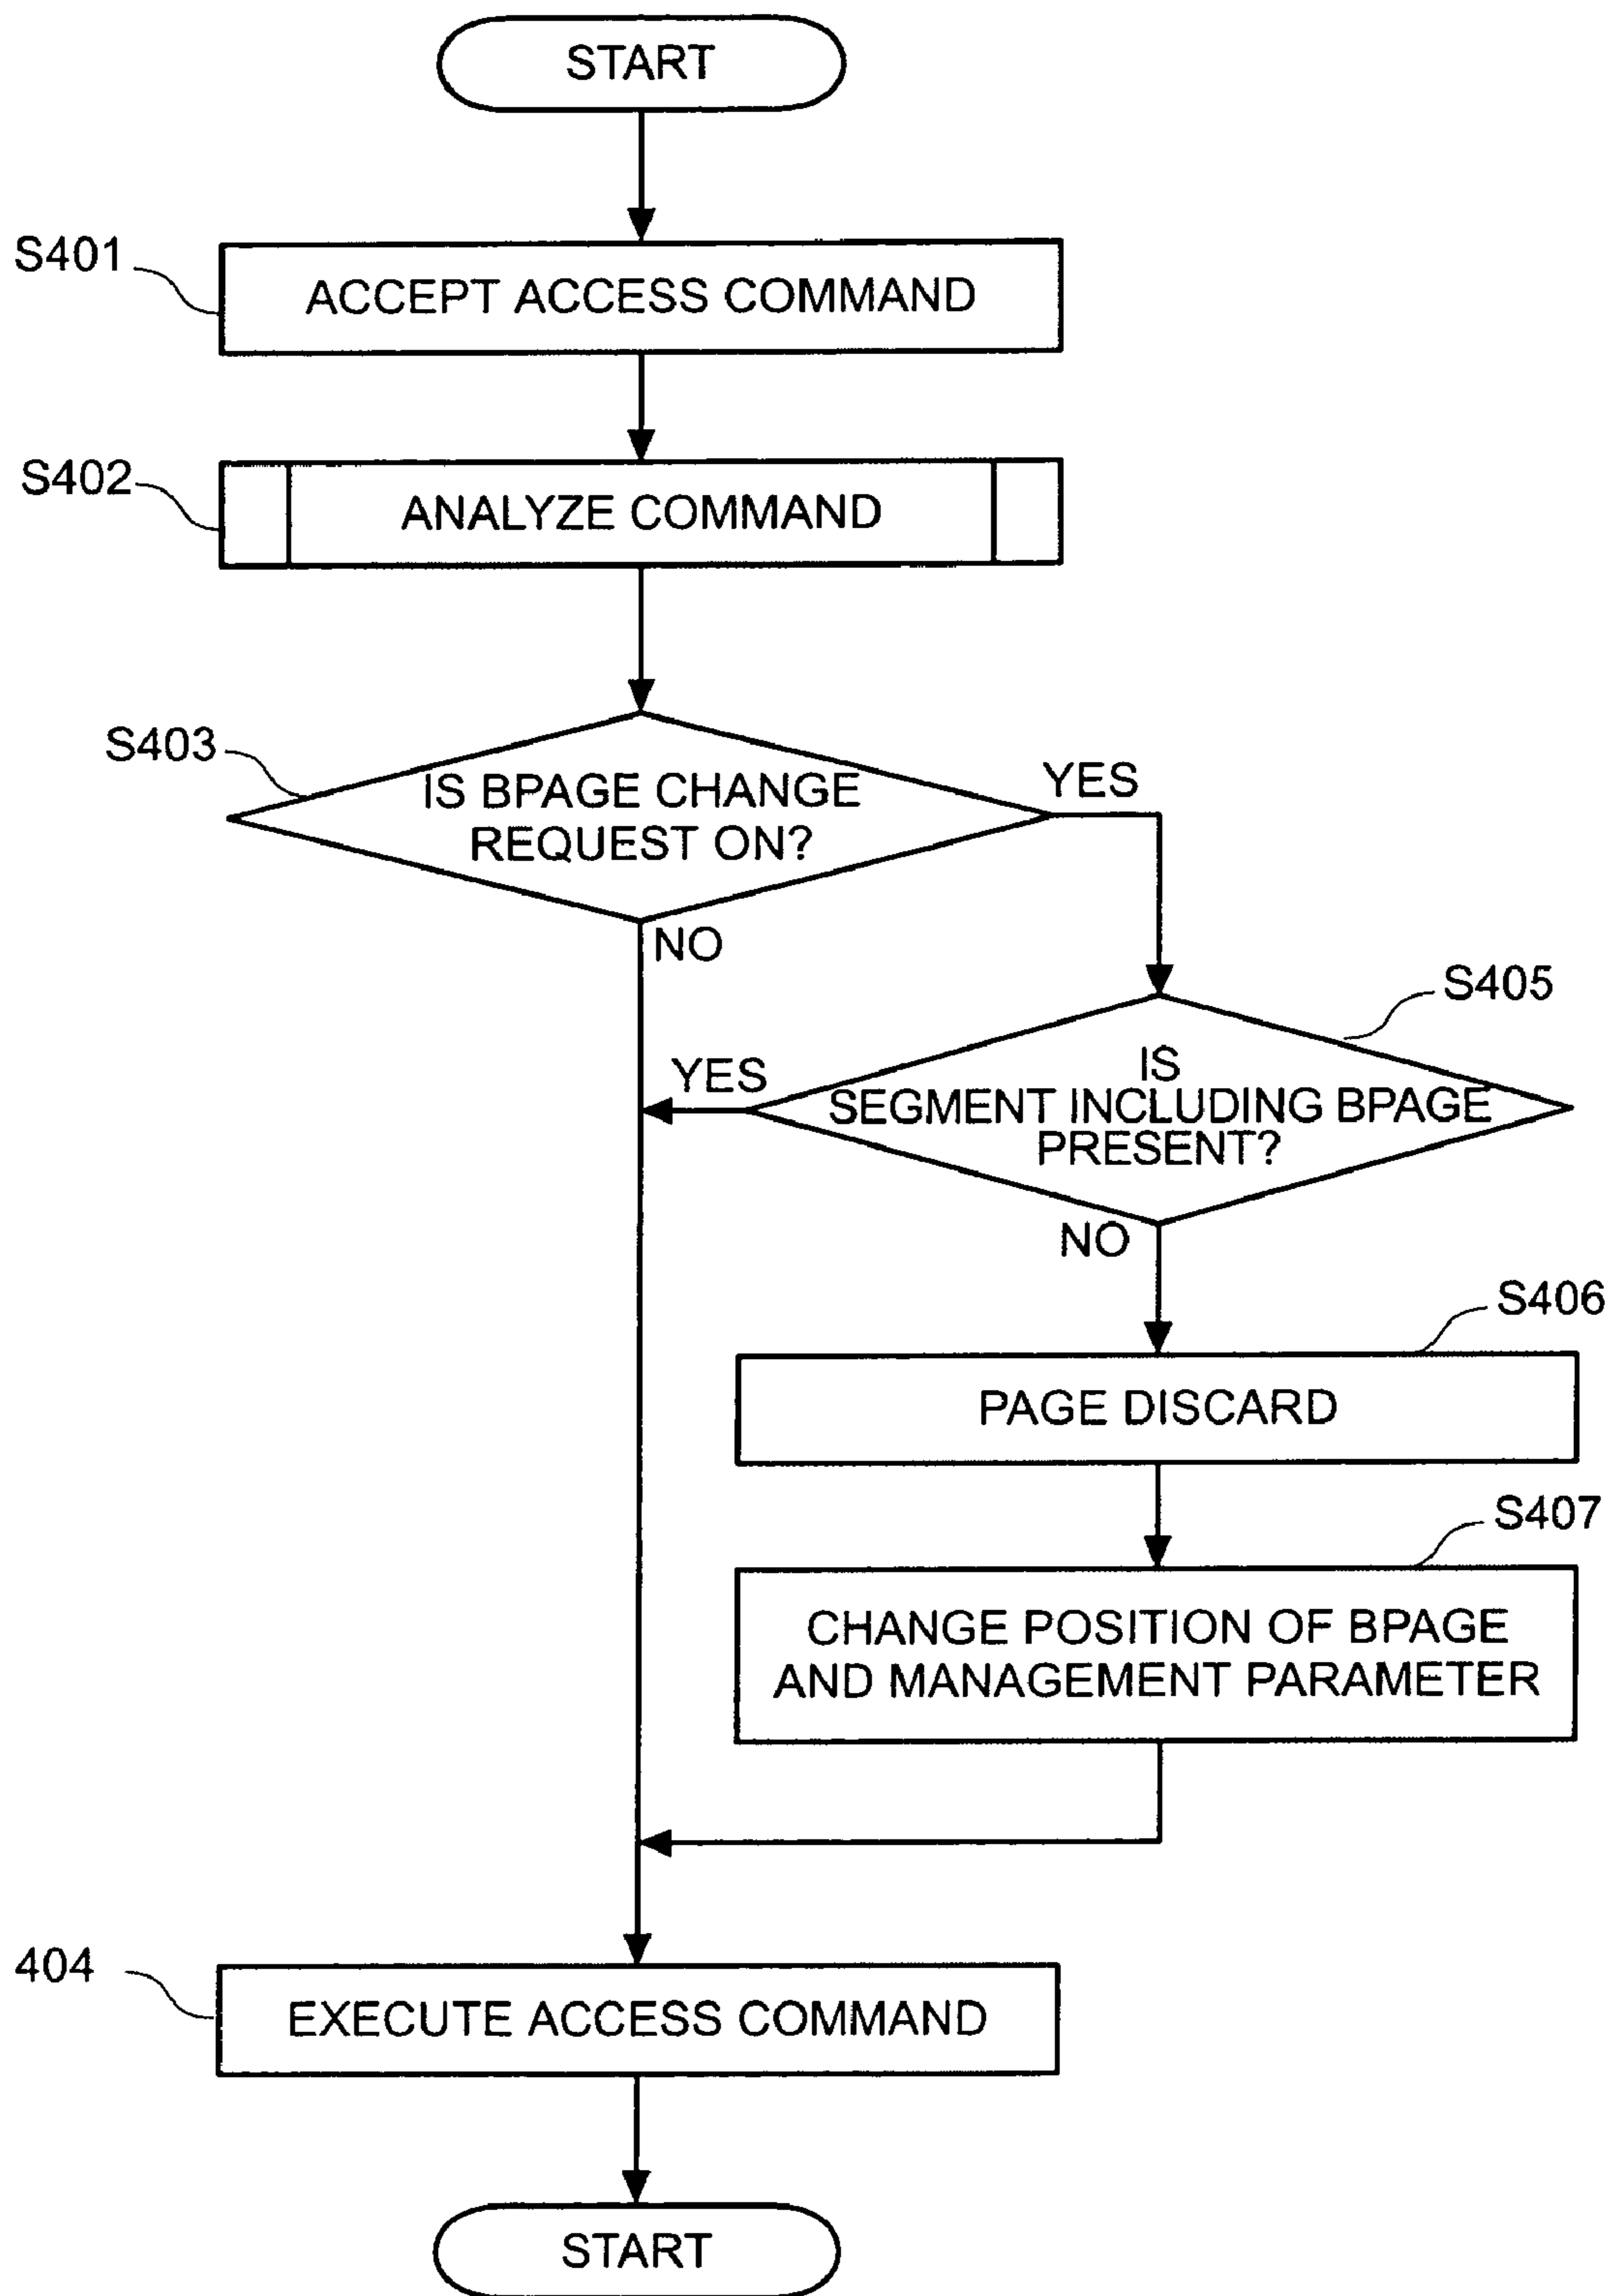 START
S401
ACCEPT ACCESS COMMAND
S402
ANALYZE COMMAND
S403
IS BPAGE CHANGE
REQUEST ON?
YES
NO
S405
IS
SEGMENT INCLUDING BPAGE
PRESENT?
YES
NO
S406
PAGE DISCARD
S407
CHANGE POSITION OF BPAGE
AND MANAGEMENT PARAMETER
404
EXECUTE ACCESS COMMAND
START